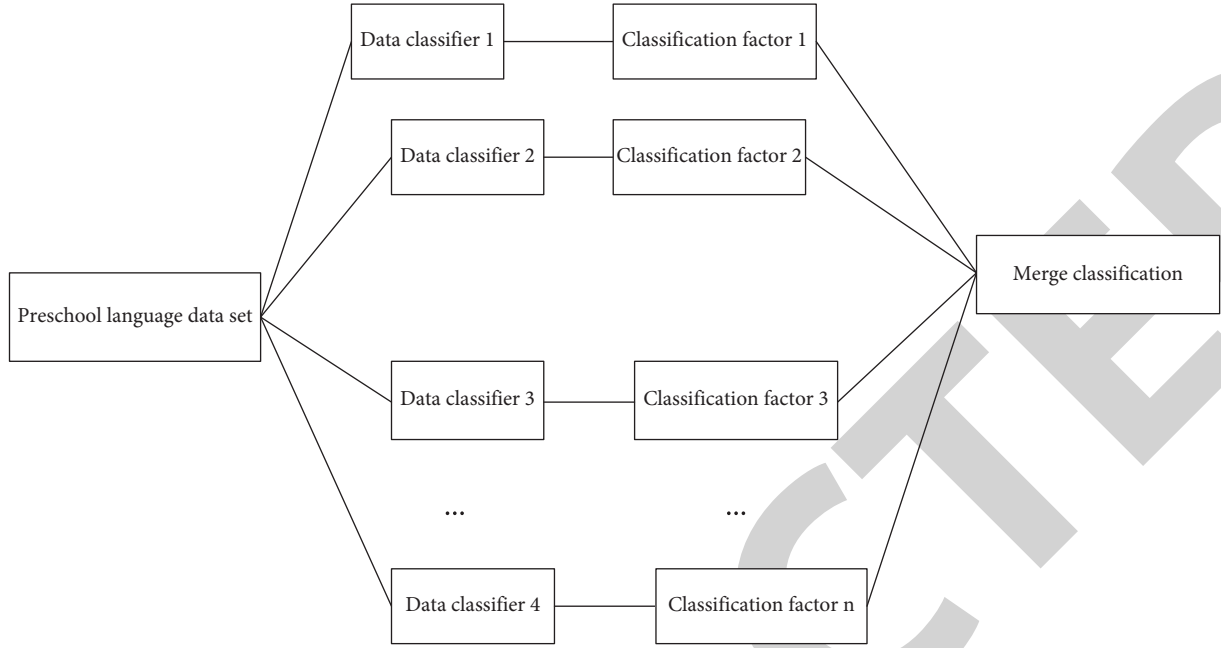 Data classifier 1
Classification factor 1
Data classifier 2
Classification factor 2
Merge classification
Preschool language data set
Data classifier 3
Classification factor 3
...
...
Data classifier 4
Classification factor n
CTED